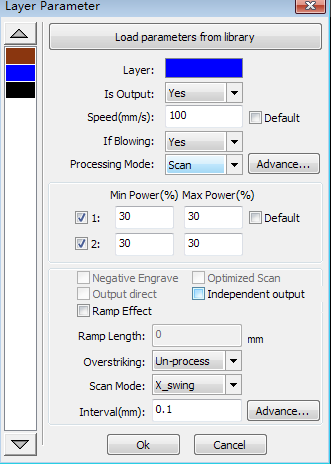 Layer Parameter
Load parameters from library
Layer:
Is Output: Yes
Speed(mm/s): 100 Default
If Blowing: Yes
Processing Mode: Scan Advance...
Min Power(%) Max Power(%)
1: 30 30 Default
2: 30 30
Negative Engrave Optimized Scan
Output direct Independent output
Ramp Effect
Ramp Length: 0 mm
Overstriking: Un-process
Scan Mode: X_swing
Interval(mm): 0.1 Advance...
Ok Cancel